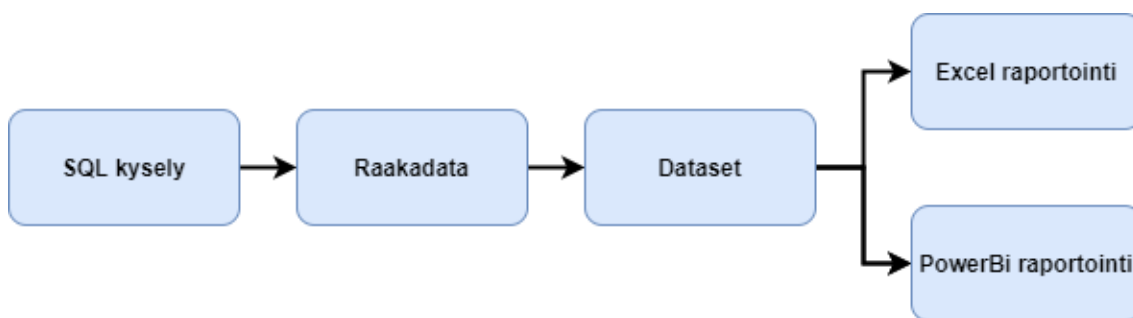 SQL kysely
Raakadata
Dataset
Excel raportointi
PowerBi raportointi